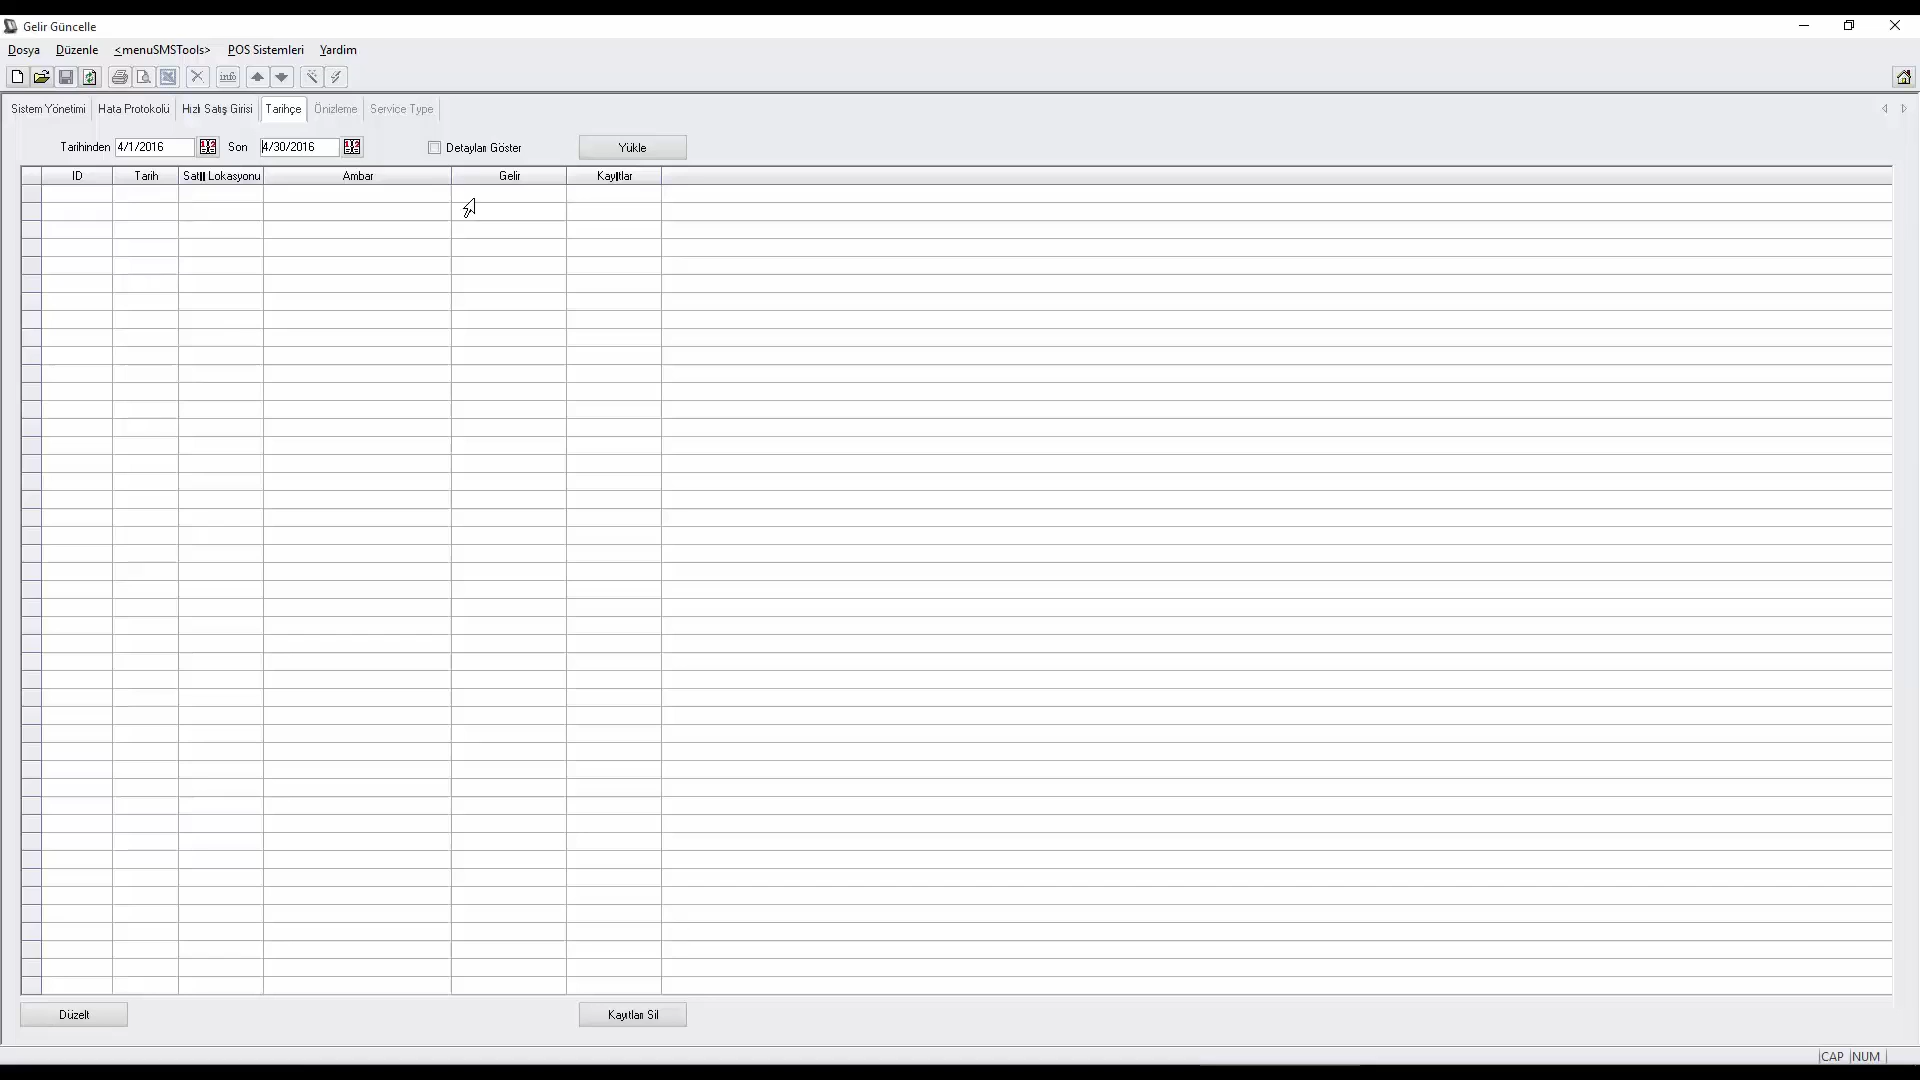 Gelir Güncelle
Dosya Düzenle <menuSMSTools> POS Sistemleri Yardim
info
Sistem Yönetimi Hata Protokolü Hızlı Satış Girisi Tarihçe Önizleme Service Type
Tarihinden 4/1/2016 Son 4/30/2016 Detayları Göster Yükle
ID Tarih Lokasyonu Ambar Gelir Kayıtlar
Düzelt Kayıtları Sil
CAP NUM